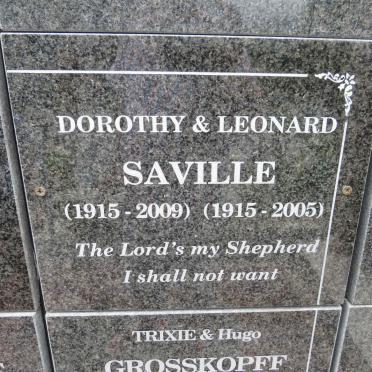 DOROTHY & LEONARD
SAVILLE
(1915 - 2009) (1915 - 2005)
The Lord's my Shepherd
I shall not want
TRIXIE & Hugo
GROSSKOPFF